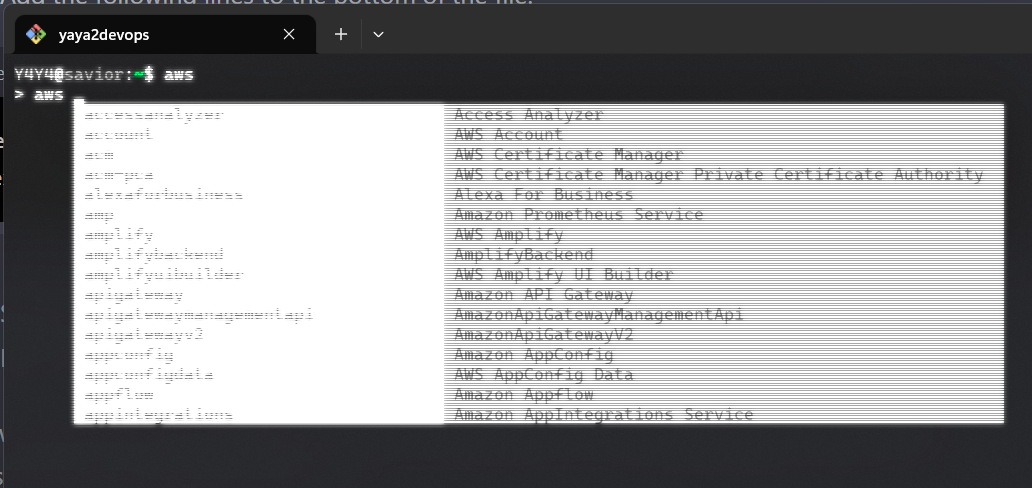 Add the following lines to the bottom of the file:
yaya2devops
Y4Y4@savior:~$ aws
> aws
accessanalyzer Access Analyzer
account AWS Account
acm AWS Certificate Manager
acm-pca AWS Certificate Manager Private Certificate Authority
alexaforbusiness Alexa For Business
amp Amazon Prometheus Service
amplify AWS Amplify
amplifybackend AmplifyBackend
amplifyuibuilder AWS Amplify UI Builder
apigateway Amazon API Gateway
apigatewaymanagementapi AmazonApiGatewayManagementApi
apigatewayv2 AmazonApiGatewayV2
appconfig Amazon AppConfig
appconfigdata AWS AppConfig Data
appflow Amazon Appflow
appintegrations Amazon AppIntegrations Service